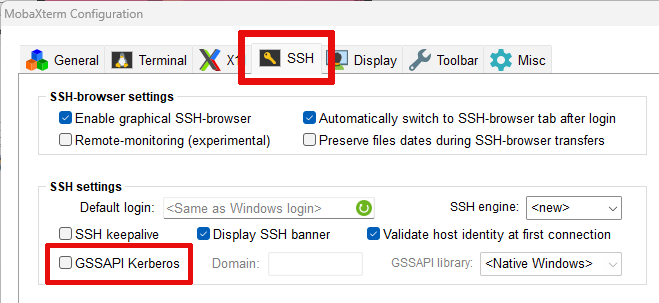 MobaXterm Configuration
General Terminal X1 SSH Display Toolbar Misc
SSH-browser settings
Enable graphical SSH-browser Automatically switch to SSH-browser tab after login
Remote-monitoring (experimental) Preserve files dates during SSH-browser transfers
SSH settings
Default login: <Same as Windows login> SSH engine: <new>
SSH keepalive Display SSH banner Validate host identity at first connection
GSSAPI Kerberos Domain: GSSAPI library: <Native Windows>